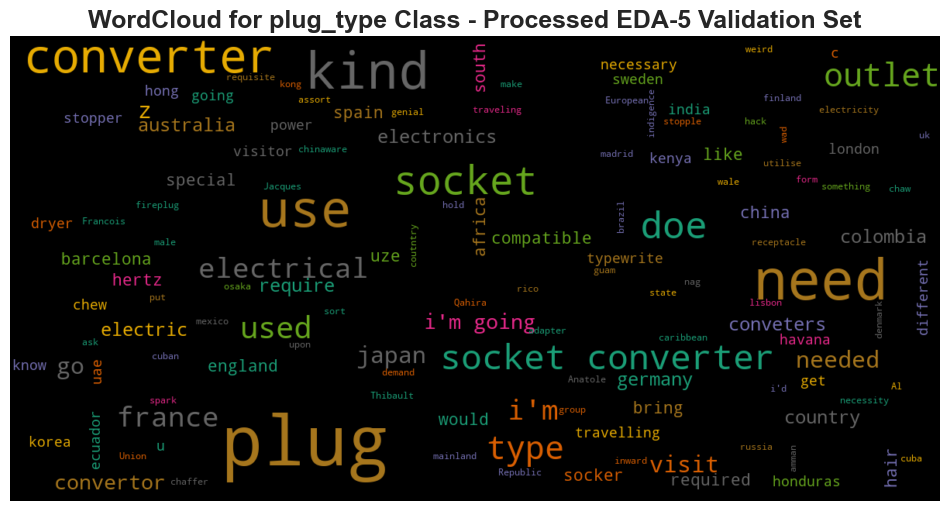 WordCloud for plug_type Class - Processed EDA-5 Validation Set
converter
kind
south
weird
necessary
c
outlet
requisite
kong
make
sweden
hong
going
assort
European
finland
z
spain
genial
traveling
indigence
india
electricity
stopper
australia
power
electronics
stopple
hack
wad
uk
visitor
chinaware
madrid
kenya
like
london
special
socket
wale
form
something
chaw
Jacques
fireplug
use
hold
africa
brazil
doe
china
dryer
Francois
male
compatible
receptacle
colombia
barcelona
electrical
uze
country
typewrite
need
different
hertz
osaka
require
guam
nag
chew
put
rico
state
lisbon
Qahira
electric
used
mexico
sort
i'm going
adapter
conveters
denmark
ask
upon
caribbean
havana
know
cuban
go
uae
england
japan
socket converter
needed
demand
Anatole
germany
get
i'd
Al
spark
Thibault
necessity
france
would
i'm
group
bring
country
ecuador
plug
korea
u
travelling
Union
mainland
type
inward
visit
russia
amman
cuba
convertor
chaffer
Republic
socker
required
honduras
hair